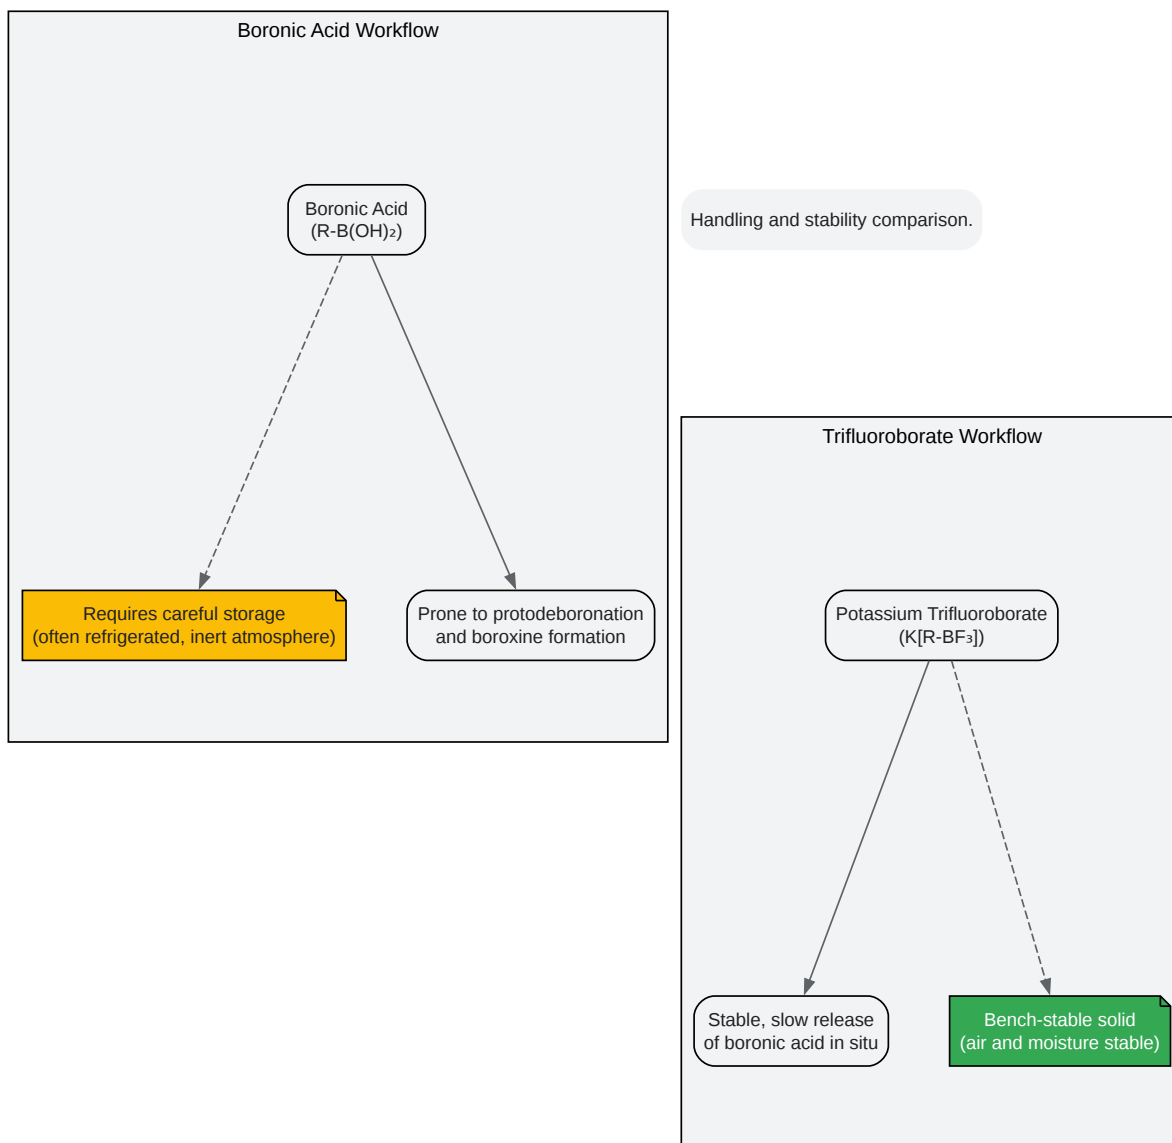 Boronic Acid Workflow
Boronic Acid
(R-B(OH)₂)
Handling and stability comparison.
Requires careful storage
(often refrigerated, inert atmosphere)
Prone to protodeboronation
and boroxine formation
Trifluoroborate Workflow
Potassium Trifluoroborate
(K[R-BF₃])
Stable, slow release
of boronic acid in situ
Bench-stable solid
(air and moisture stable)